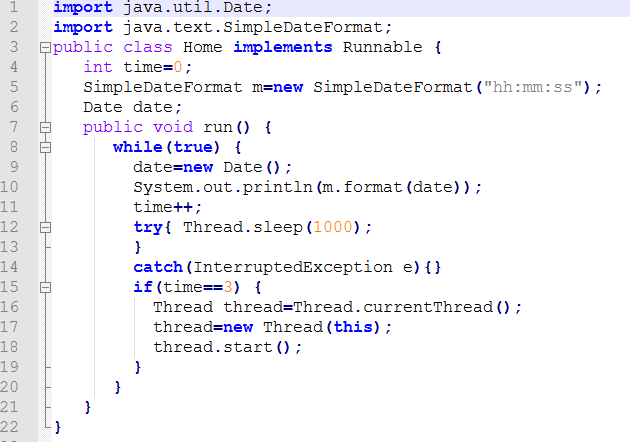 1 import java.util.Date;
2 import java.text.SimpleDateFormat;
3 public class Home implements Runnable {
4 int time=0;
5 SimpleDateFormat m=new SimpleDateFormat("hh:mm:ss");
6 Date date;
7 public void run() {
8 while(true) {
9 date=new Date();
10 System.out.println(m.format(date));
11 time++;
12 try{ Thread.sleep(1000);
13 }
14 catch(InterruptedException e){}
15 if(time==3) {
16 Thread thread=Thread.currentThread();
17 thread=new Thread(this);
18 thread.start();
19 }
20 }
21 }
22 }